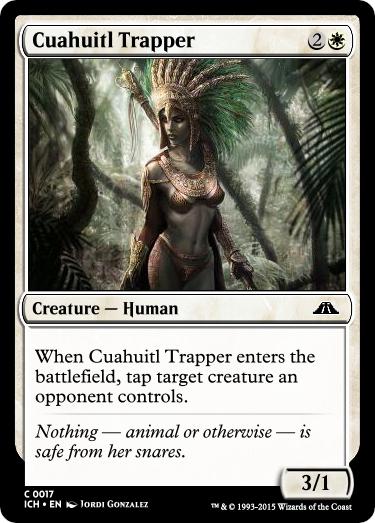 Cuahuitl Trapper 2
Creature — Human
When Cuahuitl Trapper enters the
battlefield, tap target creature an
opponent controls.
Nothing — animal or otherwise — is
safe from her snares.
3/1
C 0017
ICH • EN Jordi Gonzalez
™ & © 1993-2015 Wizards of the Coast